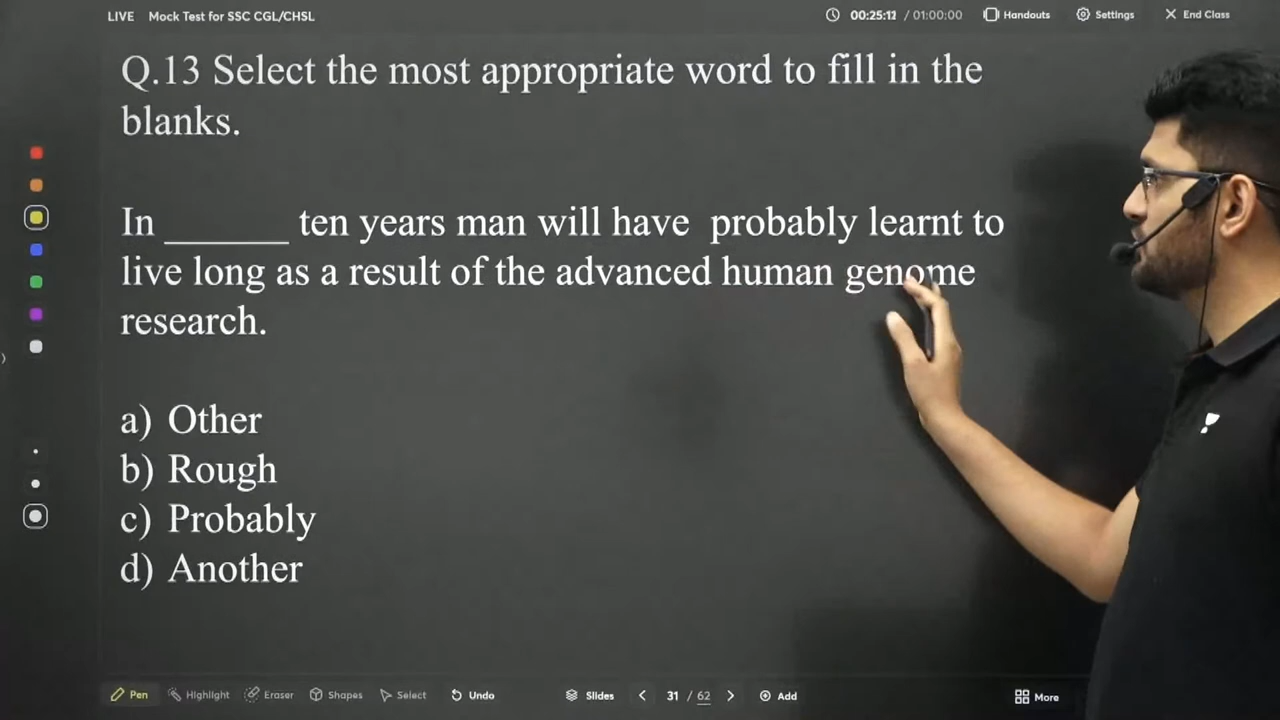 LIVE Mock Test for SSC CGL/CHSL 00:25:12 / 01:00:00 Handouts Settings End Class
Q.13 Select the most appropriate word to fill in the
blanks.
In ______ ten years man will have probably learnt to
live long as a result of the advanced human genome
research.
a) Other
b) Rough
c) Probably
d) Another
Pen Highlight Eraser Shapes Select Undo Slides 31 / 62 Add More